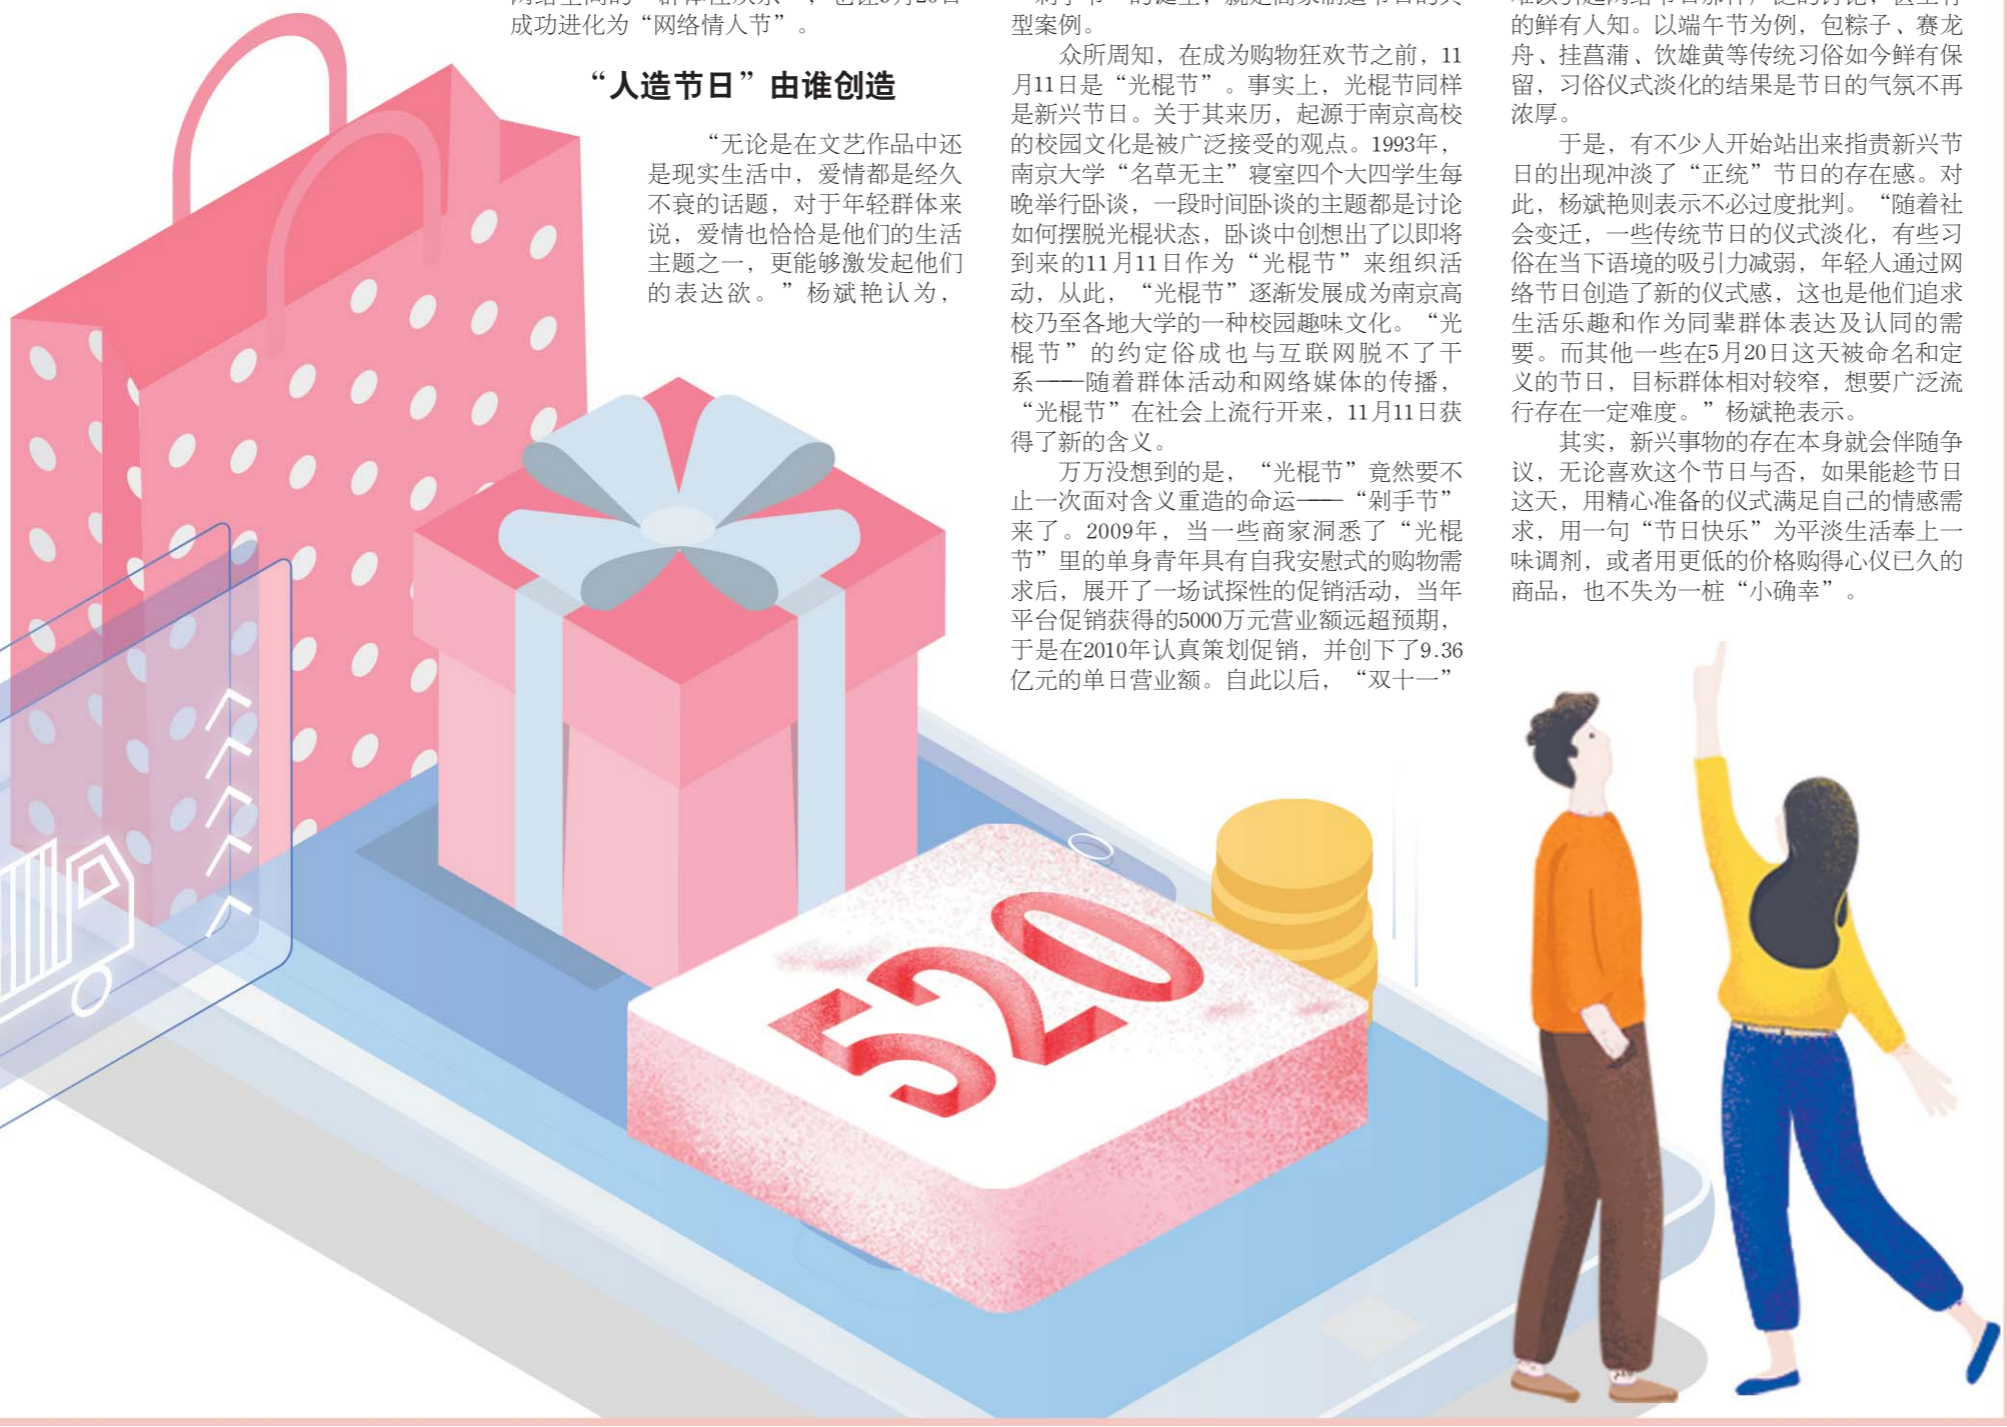 成功进化为“网络情人节”。
“人造节日”由谁创造
“无论是在文艺作品中还
是现实生活中，爱情都是经久
不衰的话题，对于年轻群体来
说，爱情也恰恰是他们的生活
主题之一，更能够激发起他们
的表达欲。”杨斌艳认为，
型案例。
众所周知，在成为购物狂欢节之前，11
月11日是“光棍节”。事实上，光棍节同样
是新兴节日。关于其来历，起源于南京高校
的校园文化是被广泛接受的观点。1993年，
南京大学“名草无主”寝室四个大四学生每
晚举行卧谈，一段时间卧谈的主题都是讨论
如何摆脱光棍状态，卧谈中创想出了以即将
到来的11月11日作为“光棍节”来组织活
动，从此，“光棍节”逐渐发展成为南京高
校乃至各地大学的一种校园趣味文化。“光
棍节”的约定俗成也与互联网脱不了干
系——随着群体活动和网络媒体的传播，
“光棍节”在社会上流行开来，11月11日获
得了新的含义。
万万没想到的是，“光棍节”竟然要不
止一次面对含义重造的命运——“剁手节”
来了。2009年，当一些商家洞悉了“光棍
节”里的单身青年具有自我安慰式的购物需
求后，展开了一场试探性的促销活动，当年
平台促销获得的5000万元营业额远超预期，
于是在2010年认真策划促销，并创下了9.36
亿元的单日营业额。自此以后，“双十一”
的鲜有人知。以端午节为例，包粽子、赛龙
舟、挂菖蒲、饮雄黄等传统习俗如今鲜有保
留，习俗仪式淡化的结果是节日的气氛不再
浓厚。
于是，有不少人开始站出来指责新兴节
日的出现冲淡了“正统”节日的存在感。对
此，杨斌艳则表示不必过度批判。“随着社
会变迁，一些传统节日的仪式淡化，有些习
俗在当下语境的吸引力减弱，年轻人通过网
络节日创造了新的仪式感，这也是他们追求
生活乐趣和作为同辈群体表达及认同的需
要。而其他一些在5月20日这天被命名和定
义的节日，目标群体相对较窄，想要广泛流
行存在一定难度。”杨斌艳表示。
其实，新兴事物的存在本身就会伴随争
议，无论喜欢这个节日与否，如果能趁节日
这天，用精心准备的仪式满足自己的情感需
求，用一句“节日快乐”为平淡生活奉上一
味调剂，或者用更低的价格购得心仪已久的
商品，也不失为一桩“小确幸”。
520